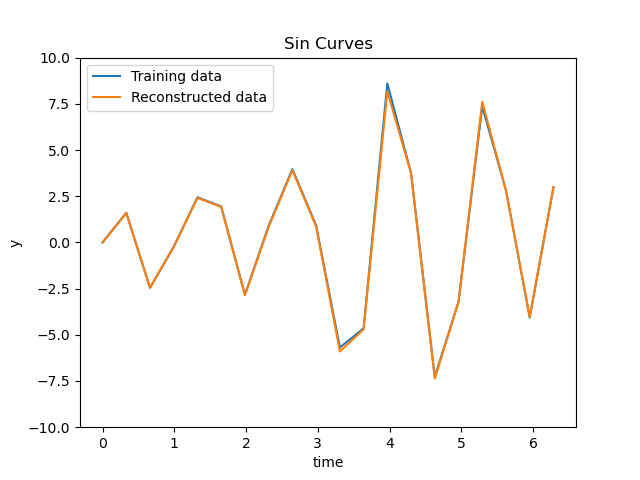 Sin Curves
Training data
Reconstructed data
10.0
7.5
5.0
2.5
0.0
−2.5
−5.0
−7.5
−10.0
y
0 1 2 3 4 5 6
time